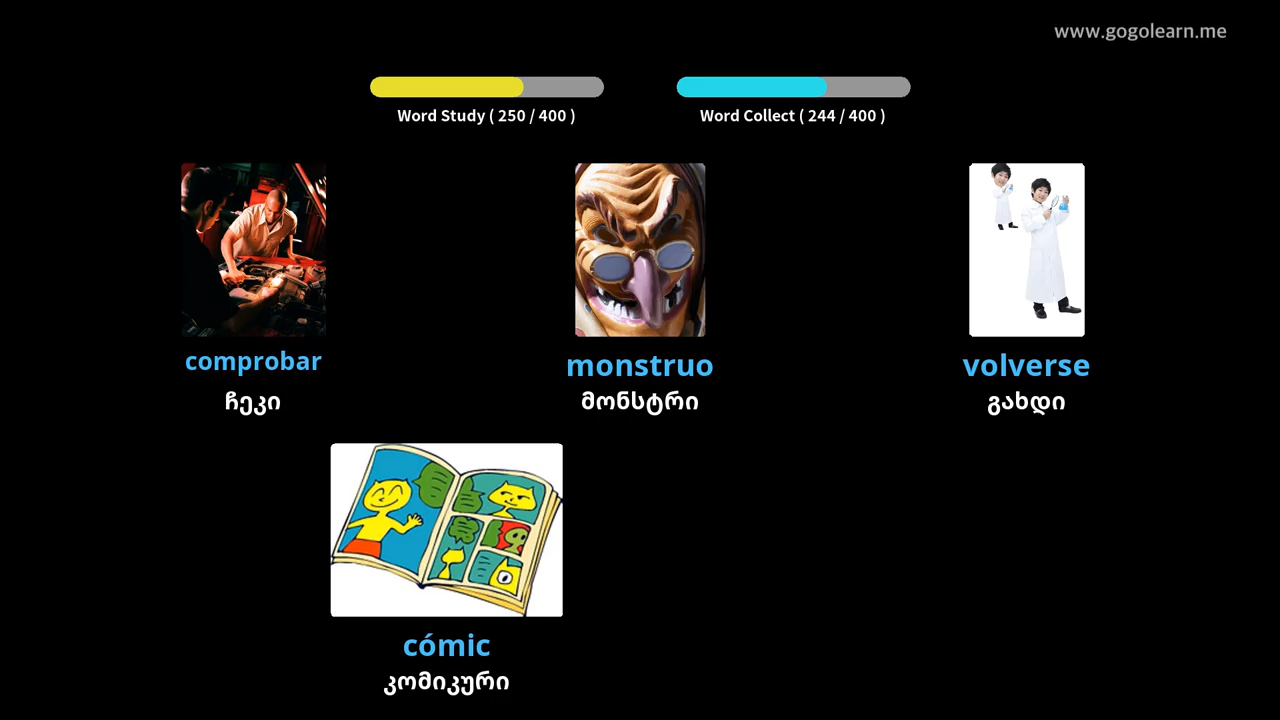 www.gogolearn.me
Word Study ( 250 / 400 )
Word Collect ( 244 / 400 )
comprobar
ჩეკი
monstruo
მონსტრი
volverse
გახდი
cómic
კომიკური